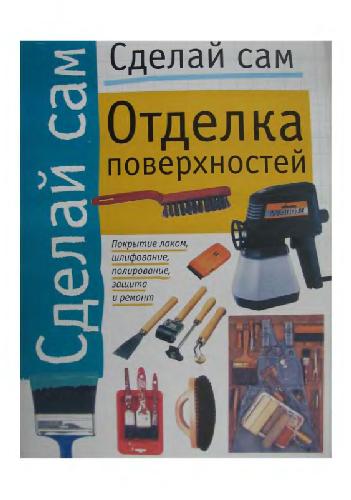 Сделай сам
Сделай сам
Отделка
поверхностей
Покрытие лаком,
шлифование,
полирование,
защита
и ремонт